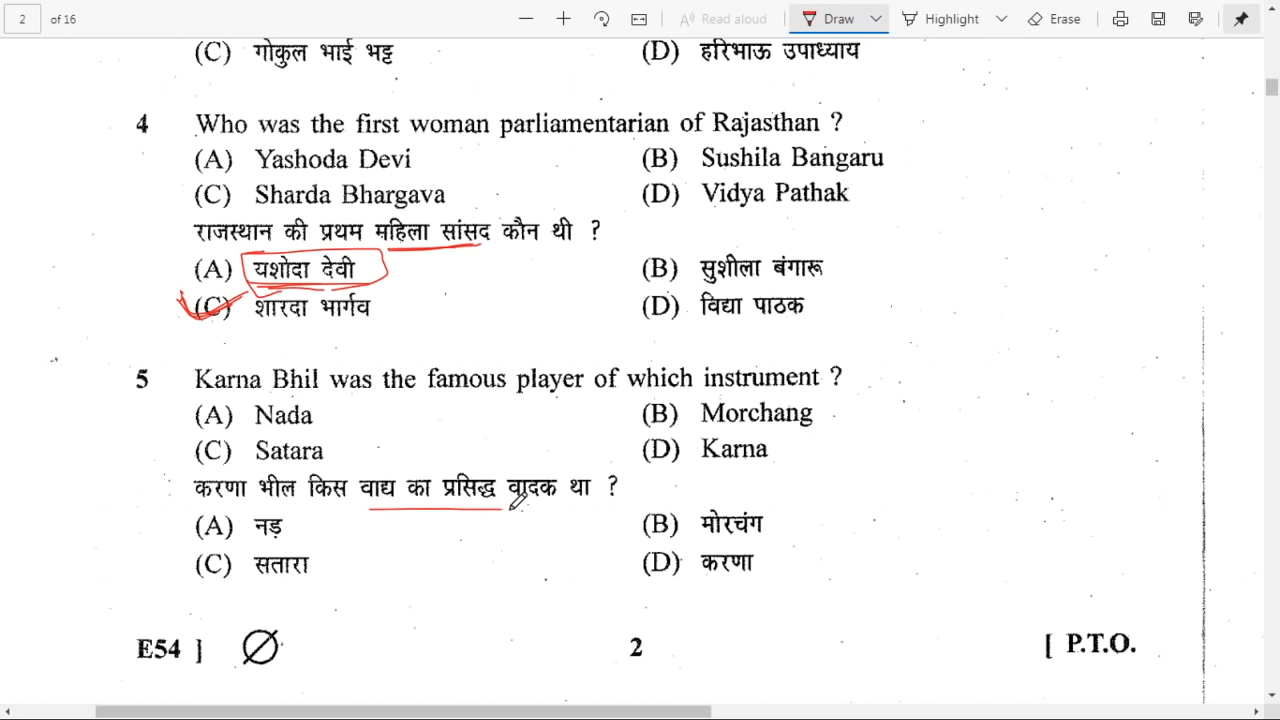 2 of 16 Read aloud Draw Highlight Erase
(C) गोकुल भाई भट्ट (D) हरिभाऊ उपाध्याय
4 Who was the first woman parliamentarian of Rajasthan ?
(A) Yashoda Devi (B) Sushila Bangaru
(C) Sharda Bhargava (D) Vidya Pathak
राजस्थान की प्रथम महिला सांसद कौन थी ?
(A) यशोदा देवी (B) सुशीला बंगारू
(C) शारदा भार्गव (D) विद्या पाठक
5 Karna Bhil was the famous player of which instrument ?
(A) Nada (B) Morchang
(C) Satara (D) Karna
करणा भील किस वाद्य का प्रसिद्ध वादक था ?
(A) नड़ (B) मोरचंग
(C) सतारा (D) करणा
E54 ] 2 [ P.T.O.